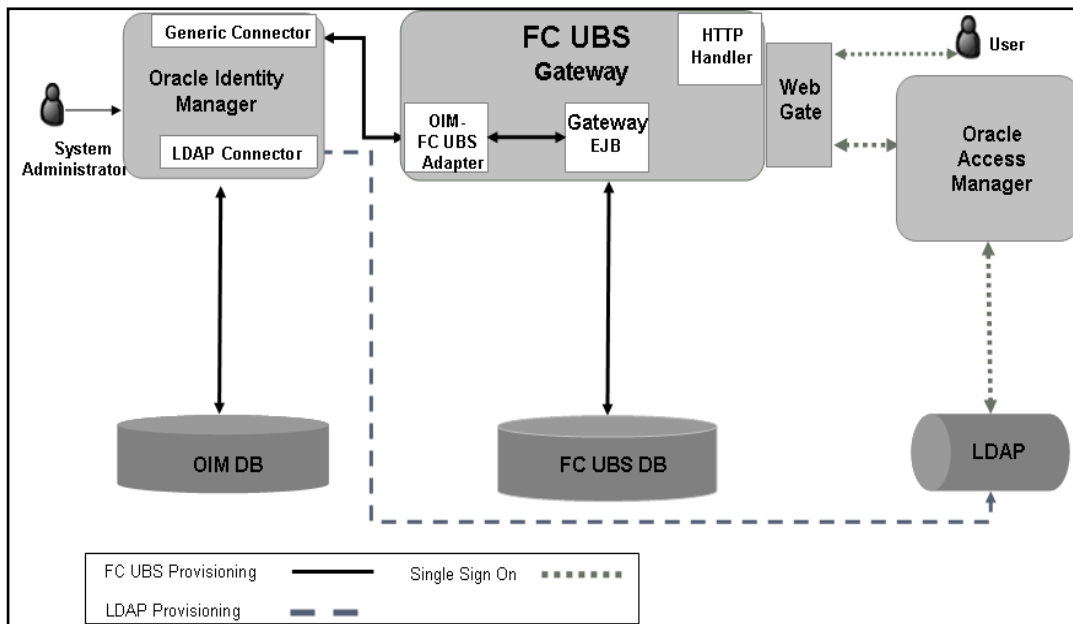 Generic Connector
Oracle Identity
Manager
LDAP Connector
System
Administrator
FC UBS
Gateway
HTTP
Handler
OIM-
FC UBS
Adapter
Gateway
EJB
Web
Gate
User
Oracle
Access
Manager
OIM DB
FC UBS DB
LDAP
FC UBS Provisioning
Single Sign On
LDAP Provisioning